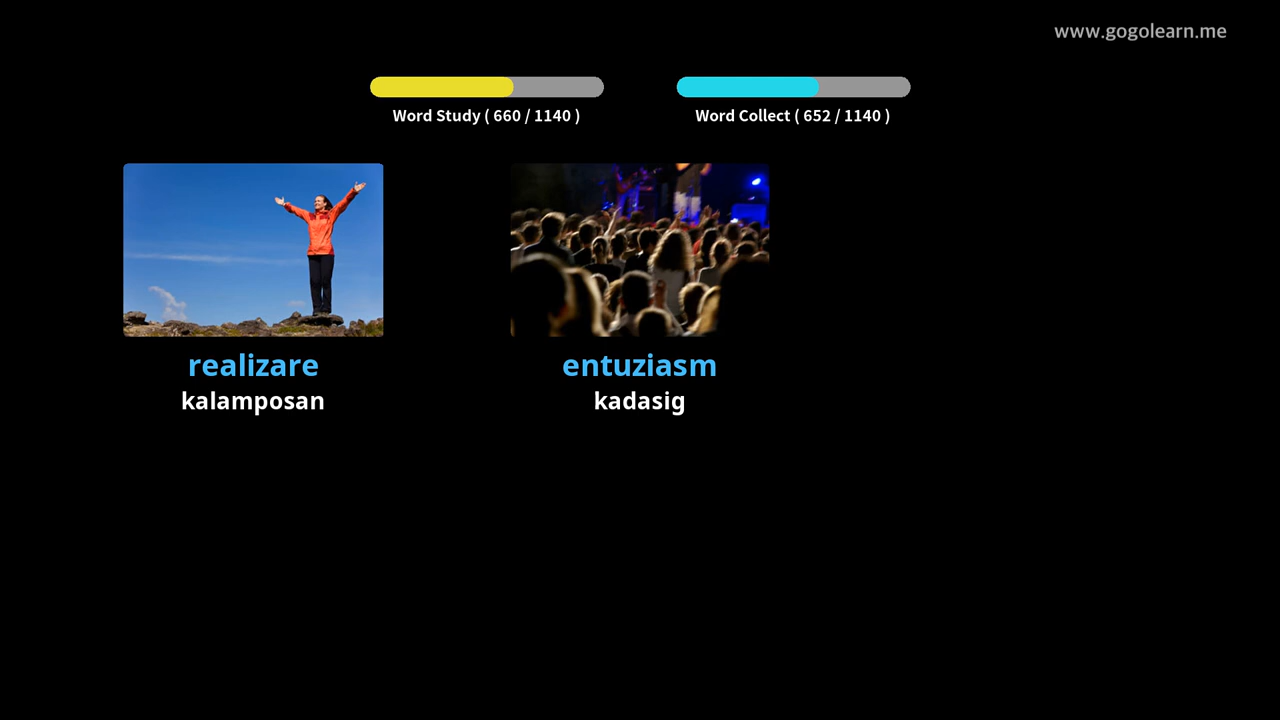 www.gogolearn.me
Word Study ( 660 / 1140 )
Word Collect ( 652 / 1140 )
realizare
kalamposan
entuziasm
kadasig